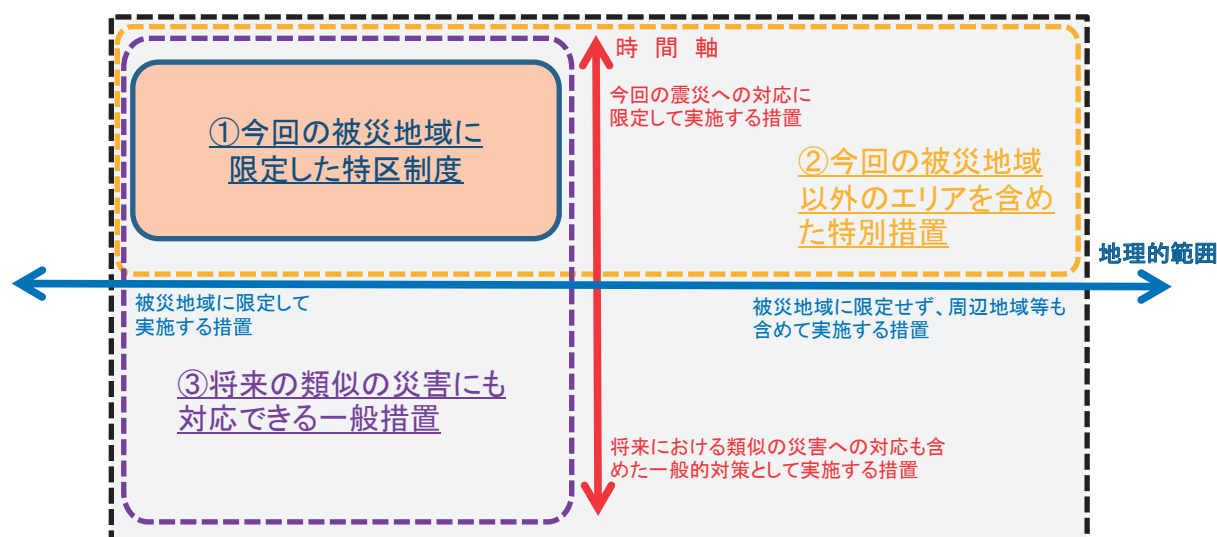 時間軸
今回の震災への対応に
限定して実施する措置
①今回の被災地域に
限定した特区制度
②今回の被災地域
以外のエリアを含め
た特別措置
地理的範囲
被災地域に限定して
実施する措置
被災地域に限定せず、周辺地域等も
含めて実施する措置
③将来の類似の災害にも
対応できる一般措置
将来における類似の災害への対応も含
めた一般的対策として実施する措置